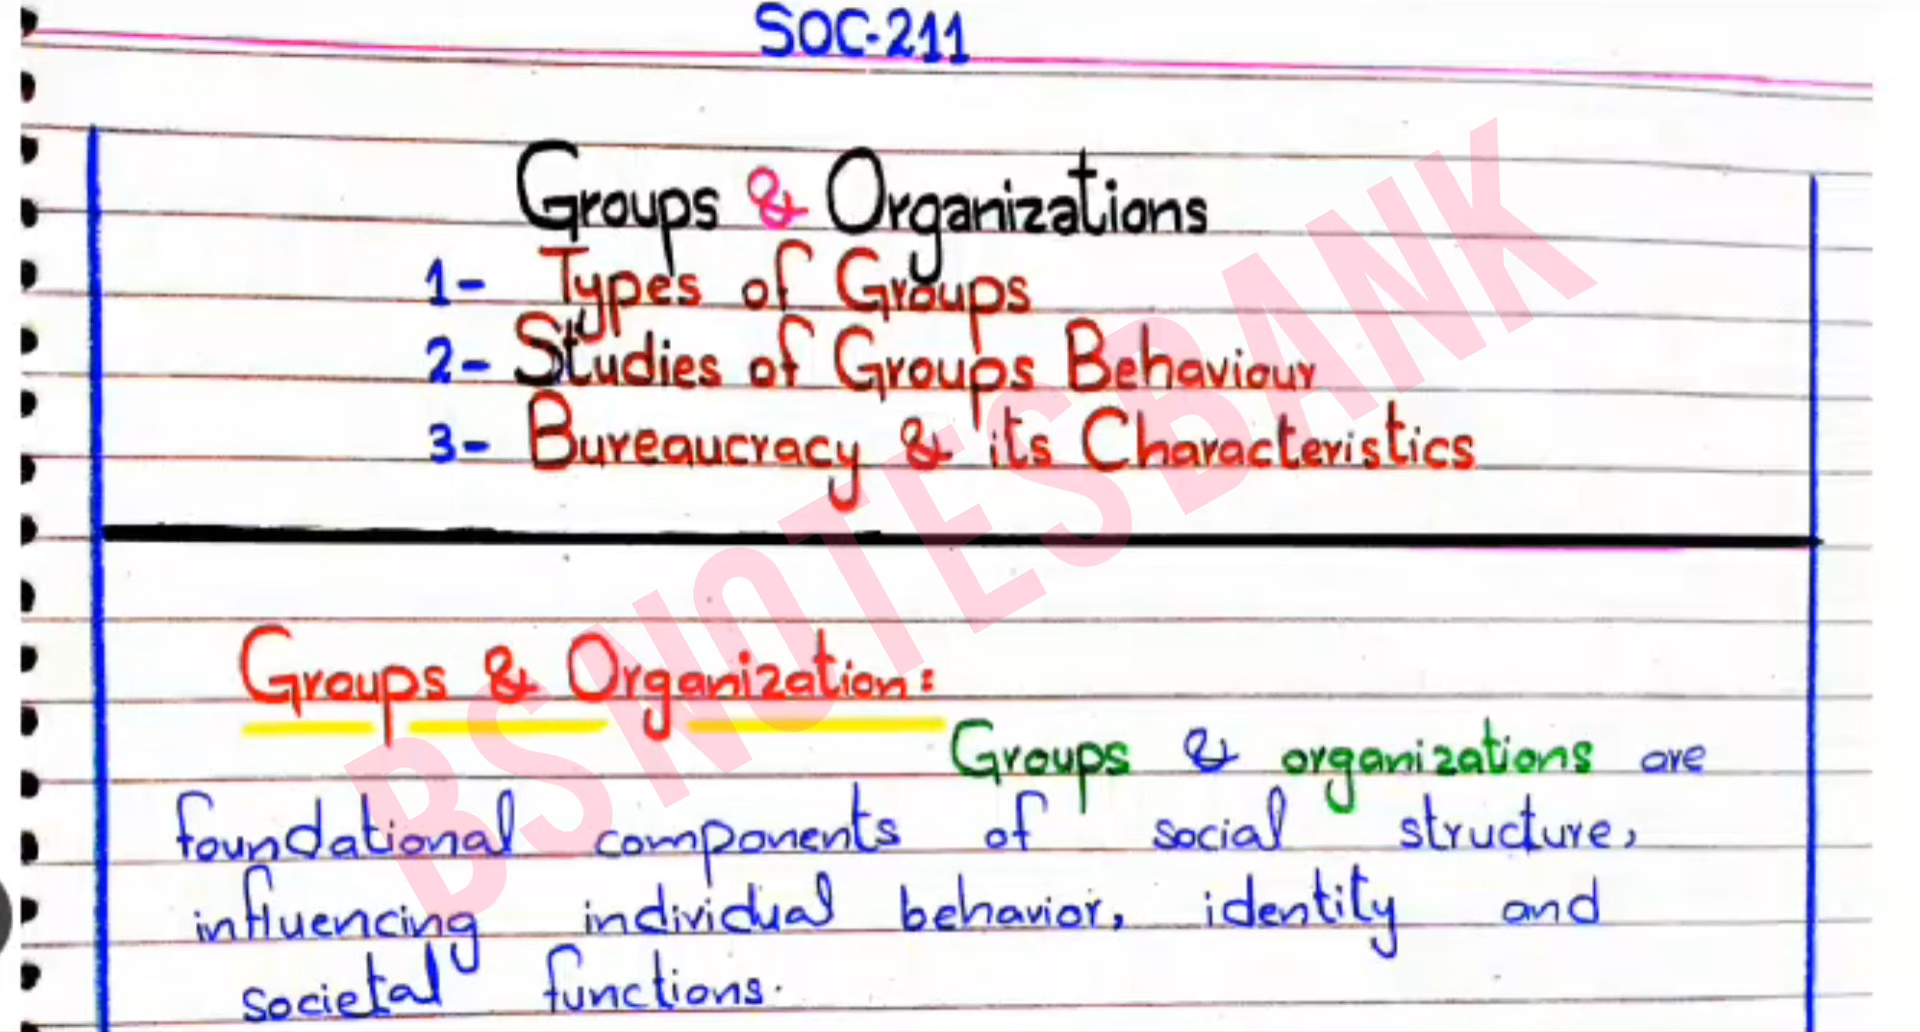 SOC-211
Groups & Organizations
1- Types of Groups
2- Studies of Groups Behaviour
3- Bureaucracy & its Characteristics
Groups & Organization:
Groups & organizations are
foundational components of social structure,
influencing individual behavior, identity and
societal functions.
BSNOTESBANK